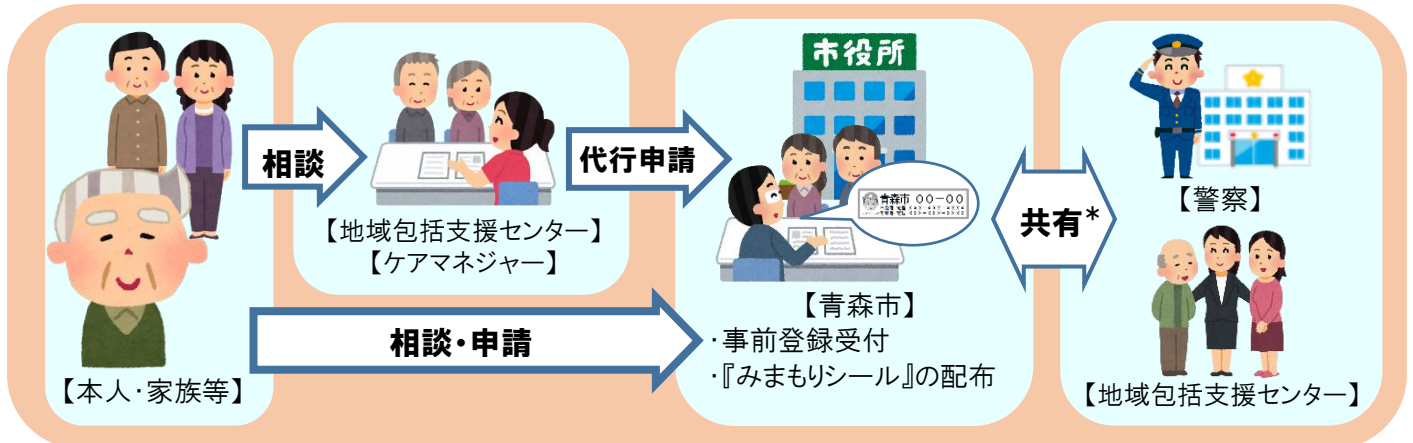 【本人・家族等】
相談
【地域包括支援センター】
【ケアマネジャー】
代行申請
相談・申請
市役所
青森市 00-00
【青森市】
・事前登録受付
・『みまもりシール』の配布
共有*
【警察】
【地域包括支援センター】